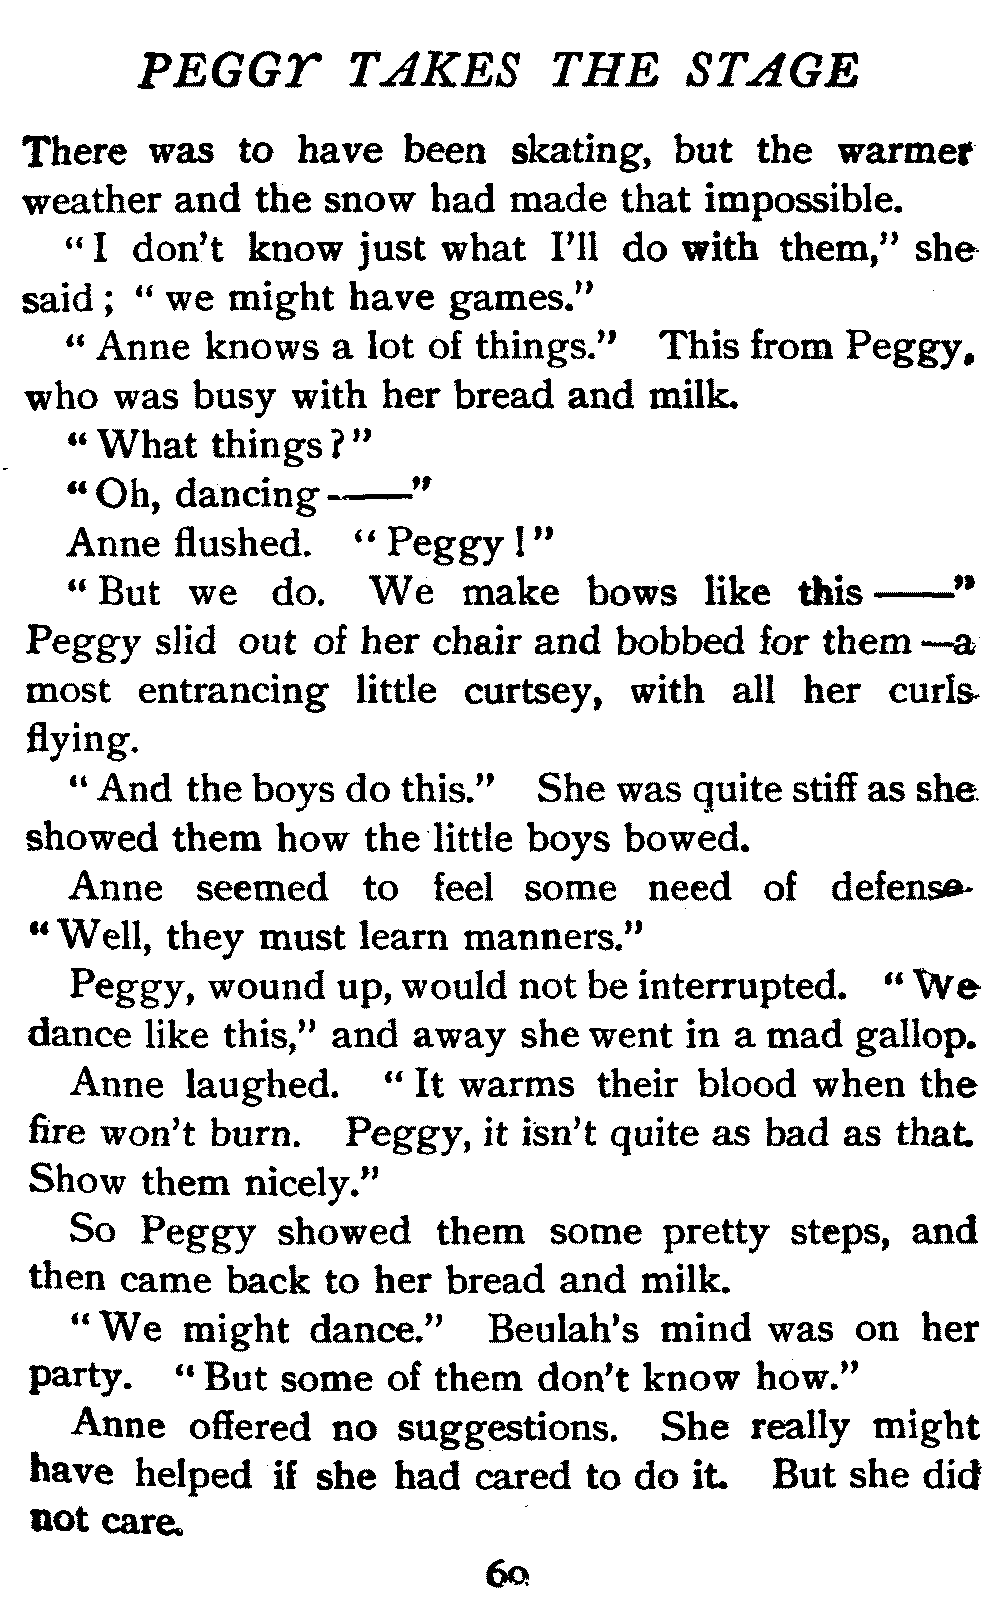 PEGGY TAKES THE STAGE
There was to have been skating, but the warmer
weather and the snow had made that impossible.
"I don't know just what I'll do with them," she
said; "we might have games."
"Anne knows a lot of things." This from Peggy,
who was busy with her bread and milk.
"What things?"
"Oh, dancing——"
Anne flushed. "Peggy!"
"But we do. We make bows like this——"
Peggy slid out of her chair and bobbed for them—a
most entrancing little curtsey, with all her curls
flying.
"And the boys do this." She was quite stiff as she
showed them how the little boys bowed.
Anne seemed to feel some need of defense.
"Well, they must learn manners."
Peggy, wound up, would not be interrupted. "We
dance like this," and away she went in a mad gallop.
Anne laughed. "It warms their blood when the
fire won't burn. Peggy, it isn't quite as bad as that.
Show them nicely."
So Peggy showed them some pretty steps, and
then came back to her bread and milk.
"We might dance." Beulah's mind was on her
party. "But some of them don't know how."
Anne offered no suggestions. She really might
have helped if she had cared to do it. But she did
not care.
60